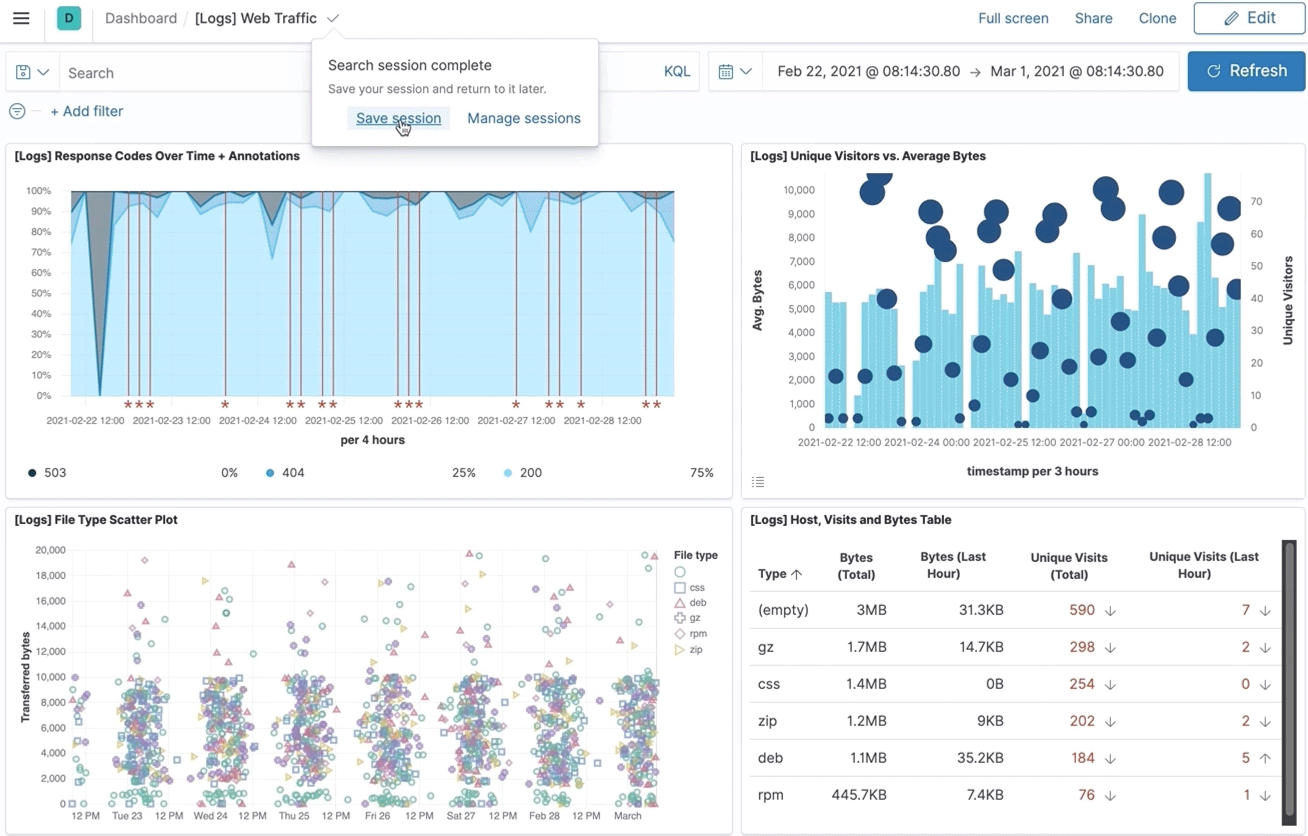 D
Dashboard / [Logs] Web Traffic
Full screen Share Clone Edit
Search session complete
Save your session and return to it later.
Save session Manage sessions
Search KQL
Feb 22, 2021 @ 08:14:30.80 → Mar 1, 2021 @ 08:14:30.80
Refresh
+ Add filter
[Logs] Response Codes Over Time + Annotations
100%
90%
80%
70%
60%
50%
40%
30%
20%
10%
0%
* * * * * * * * * * * * * * * * *
2021-02-22 12:00 2021-02-23 12:00 2021-02-24 12:00 2021-02-25 12:00 2021-02-26 12:00 2021-02-27 12:00 2021-02-28 12:00
per 4 hours
503 0% 404 25% 200 75%
[Logs] Unique Visitors vs. Average Bytes
Avg. Bytes
10,000
9,000
8,000
7,000
6,000
5,000
4,000
3,000
2,000
1,000
0
70
60
50
40
30
20
10
0
Unique Visitors
2021-02-22 12:00 2021-02-24 00:00 2021-02-25 12:00 2021-02-27 00:00 2021-02-28 12:00
timestamp per 3 hours
[Logs] File Type Scatter Plot
Transferred bytes
20,000
18,000
16,000
14,000
12,000
10,000
8,000
6,000
4,000
2,000
0
12 PM Tue 23 12 PM Wed 24 12 PM Thu 25 12 PM Fri 26 12 PM Sat 27 12 PM Feb 28 12 PM March
File type
css
deb
gz
rpm
zip
[Logs] Host, Visits and Bytes Table
Type ↑ Bytes (Total) Bytes (Last Hour) Unique Visits (Total) Unique Visits (Last Hour)
(empty) 3MB 31.3KB 590 ↓ 7 ↓
gz 1.7MB 14.7KB 298 ↓ 2 ↓
css 1.4MB 0B 254 ↓ 0 ↓
zip 1.2MB 9KB 202 ↓ 2 ↓
deb 1.1MB 35.2KB 184 ↓ 5 ↑
rpm 445.7KB 7.4KB 76 ↓ 1 ↓